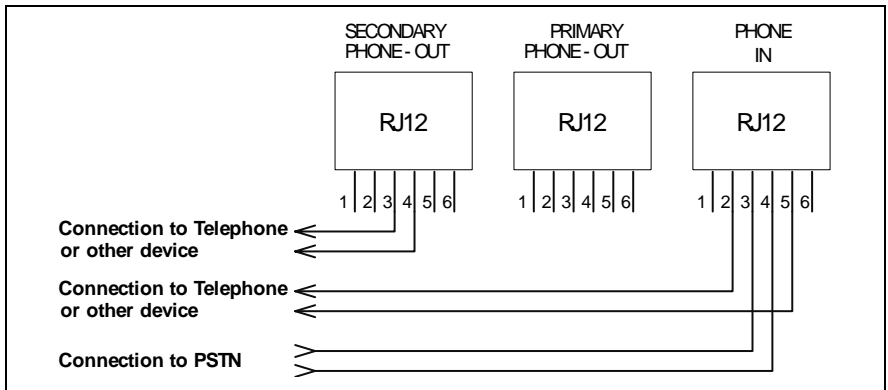 SECONDARY PHONE - OUT
PRIMARY PHONE - OUT
PHONE IN
RJ12 RJ12 RJ12
1 2 3 4 5 6 1 2 3 4 5 6 1 2 3 4 5 6
Connection to Telephone
or other device
Connection to Telephone
or other device
Connection to PSTN